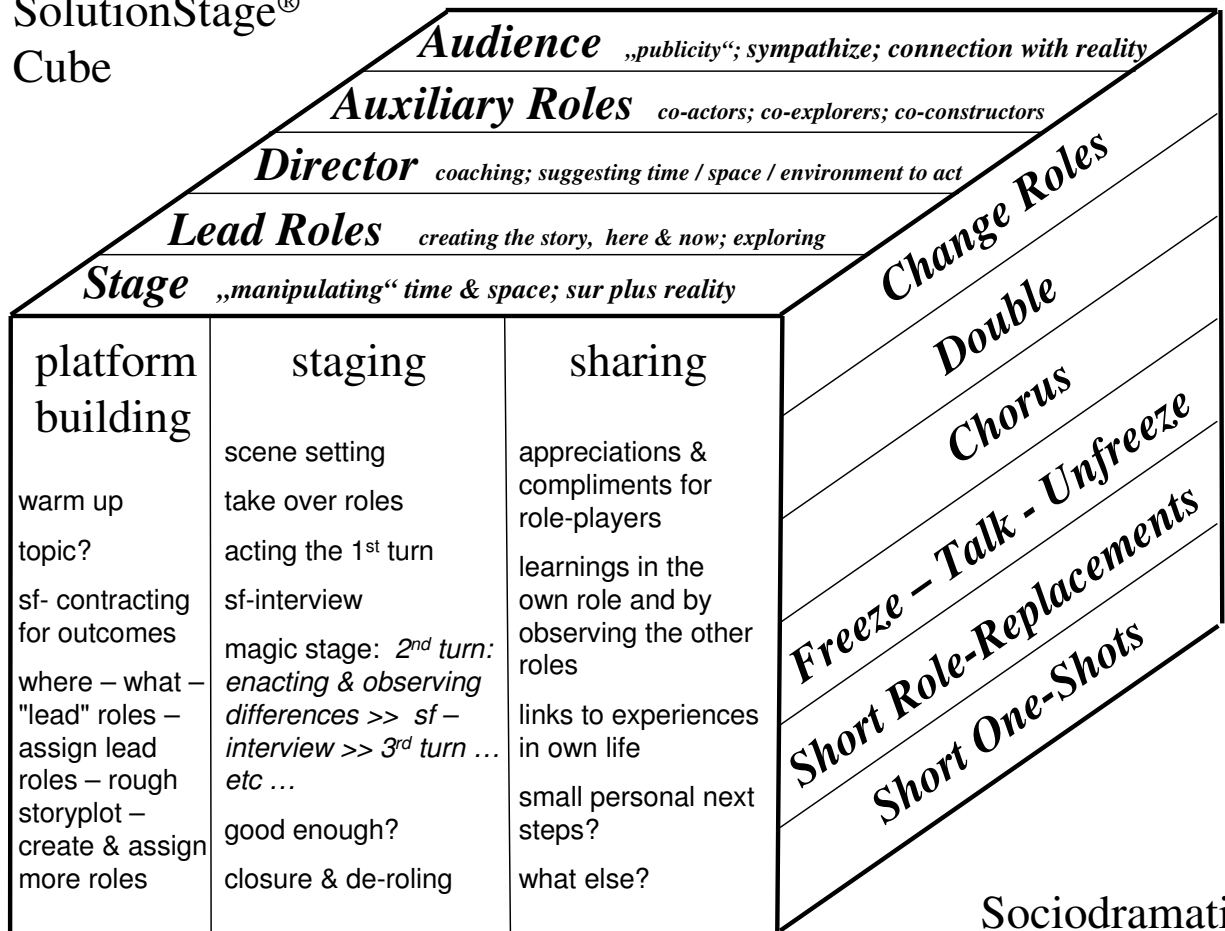 SolutionStage®
Cube
Audience „publicity“; sympathize; connection with reality
Auxiliary Roles co-actors; co-explorers; co-constructors
Director coaching; suggesting time / space / environment to act
Lead Roles creating the story, here & now; exploring
Stage „manipulating“ time & space; sur plus reality
platform
building
warm up
topic?
sf- contracting
for outcomes
where – what –
"lead" roles –
assign lead
roles – rough
storyplot –
create & assign
more roles
staging
scene setting
take over roles
acting the 1st turn
sf-interview
magic stage: 2nd turn:
enacting & observing
differences >> sf –
interview >> 3rd turn …
etc …
good enough?
closure & de-roling
sharing
appreciations &
compliments for
role-players
learnings in the
own role and by
observing the other
roles
links to experiences
in own life
small personal next
steps?
what else?
Change Roles
Double
Chorus
Freeze – Talk - Unfreeze
Short Role-Replacements
Short One-Shots
Sociodramati